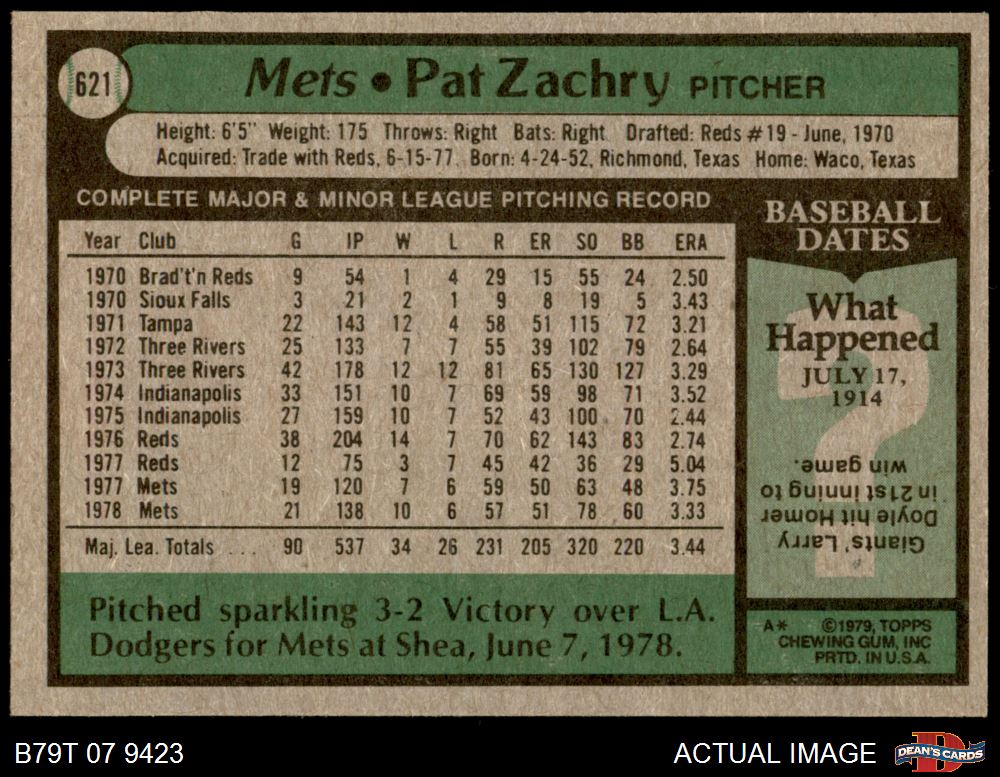 621
Mets • Pat Zachry PITCHER
Height: 6'5" Weight: 175 Throws: Right Bats: Right Drafted: Reds #19 - June, 1970
Acquired: Trade with Reds, 6-15-77. Born: 4-24-52, Richmond, Texas Home: Waco, Texas
COMPLETE MAJOR & MINOR LEAGUE PITCHING RECORD
Year Club G IP W L R ER SO BB ERA
1970 Brad't'n Reds 9 54 1 4 29 15 55 24 2.50
1970 Sioux Falls 3 21 2 1 9 8 19 5 3.43
1971 Tampa 22 143 12 4 58 51 115 72 3.21
1972 Three Rivers 25 133 7 7 55 39 102 79 2.64
1973 Three Rivers 42 178 12 12 81 65 130 127 3.29
1974 Indianapolis 33 151 10 7 69 59 98 71 3.52
1975 Indianapolis 27 159 10 7 52 43 100 70 2.44
1976 Reds 38 204 14 7 70 62 143 83 2.74
1977 Reds 12 75 3 7 45 42 36 29 5.04
1977 Mets 19 120 7 6 59 50 63 48 3.75
1978 Mets 21 138 10 6 57 51 78 60 3.33
Maj. Lea. Totals ... 90 537 34 26 231 205 320 220 3.44
Pitched sparkling 3-2 Victory over L.A.
Dodgers for Mets at Shea, June 7, 1978.
BASEBALL
DATES
What
Happened
JULY 17,
1914
?
Giants' Larry
Doyle hit Homer
in 21st inning to
win game.
A* ©1979, TOPPS
CHEWING GUM, INC
PRTD. IN U.S.A.
B79T 07 9423
ACTUAL IMAGE
B
DEAN'S CARDS